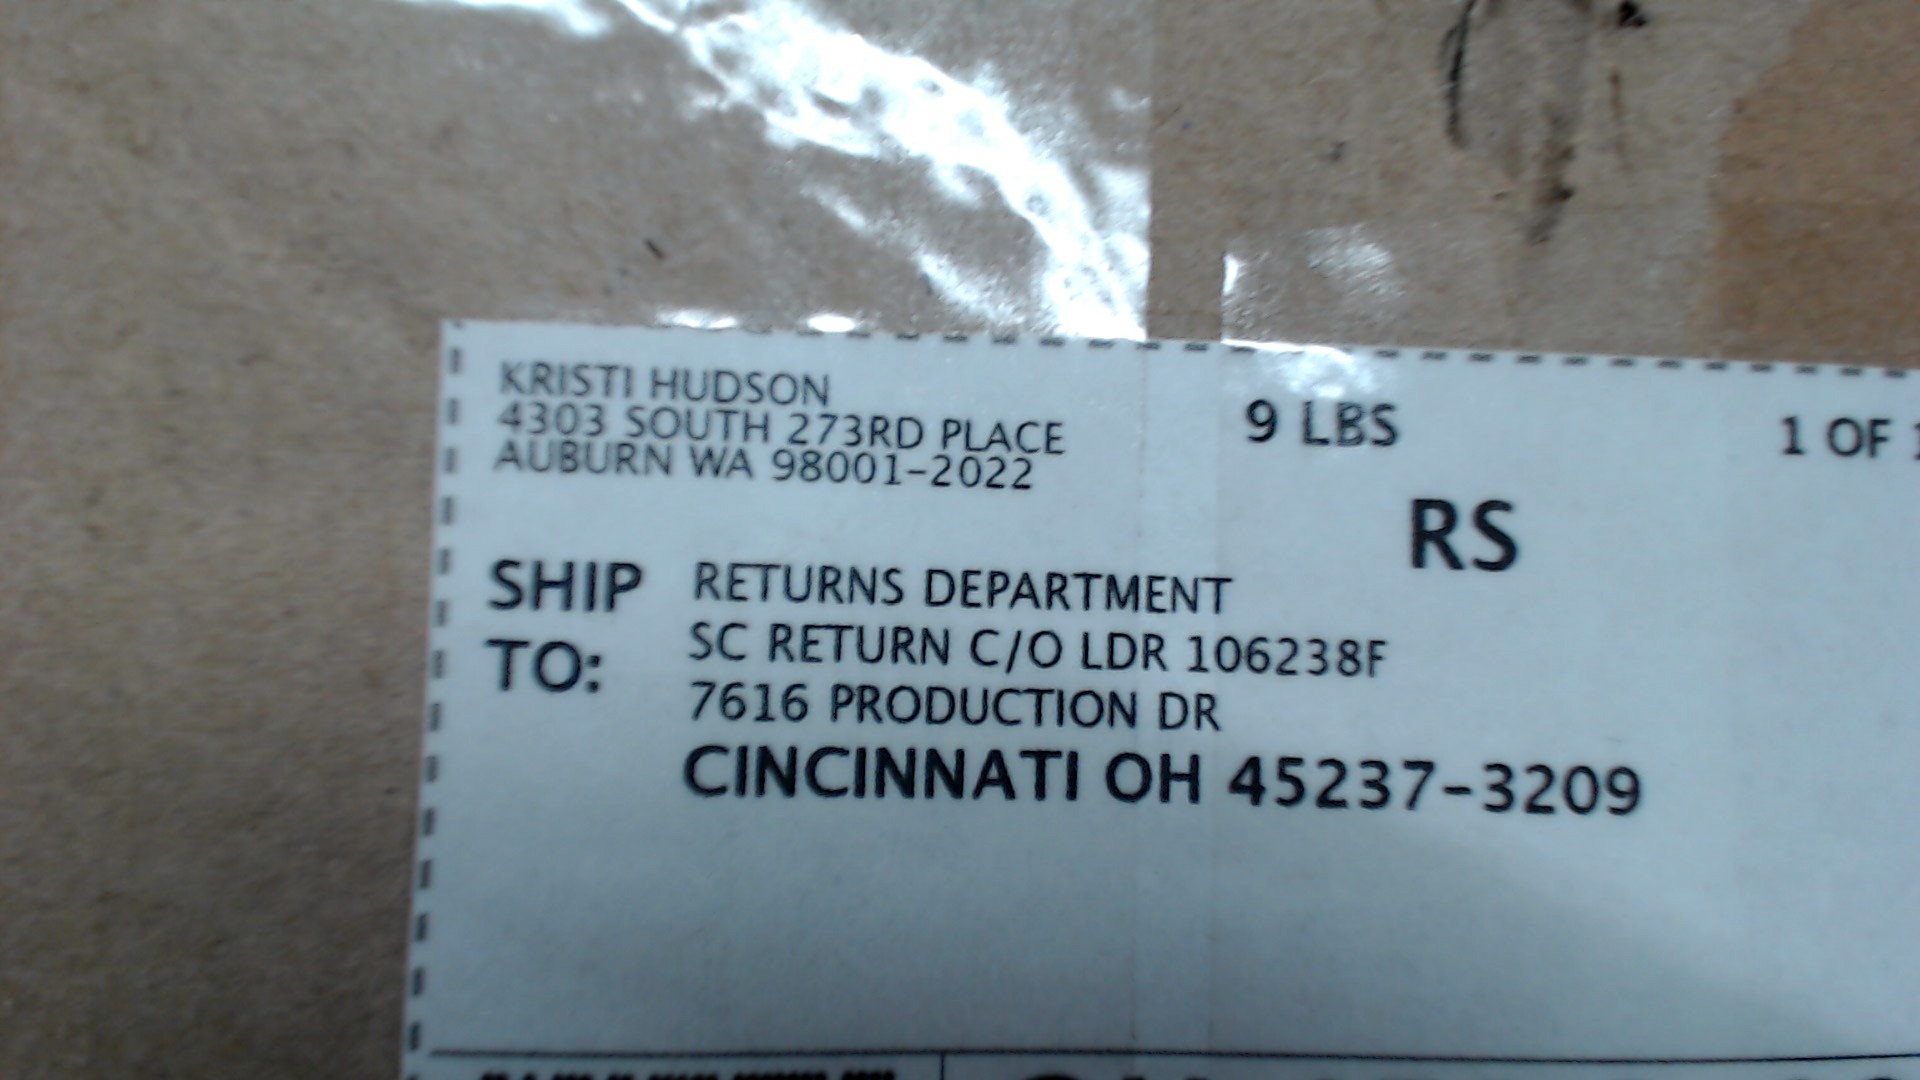 KRISTI HUDSON
4303 SOUTH 273RD PLACE
AUBURN WA 98001-2022
9 LBS
1 OF 1
RS
SHIP TO:
RETURNS DEPARTMENT
SC RETURN C/O LDR 106238F
7616 PRODUCTION DR
CINCINNATI OH 45237-3209